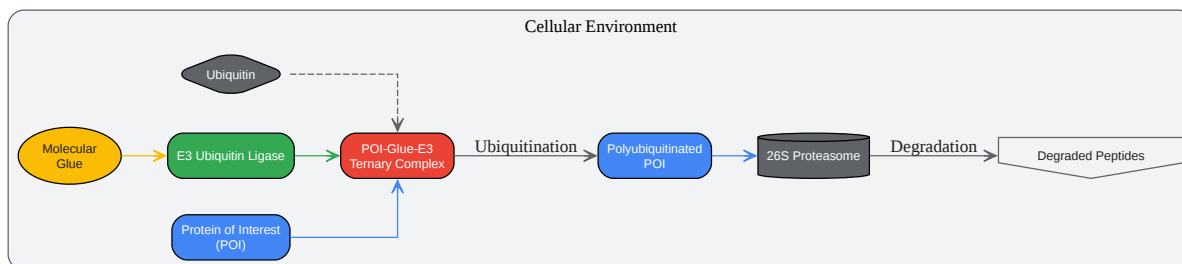 Cellular Environment
Ubiquitin
Molecular
Glue
E3 Ubiquitin Ligase
POI-Glue-E3
Ternary Complex
Ubiquitination
Polyubiquitinated
POI
26S Proteasome
Degradation
Degraded Peptides
Protein of Interest
(POI)